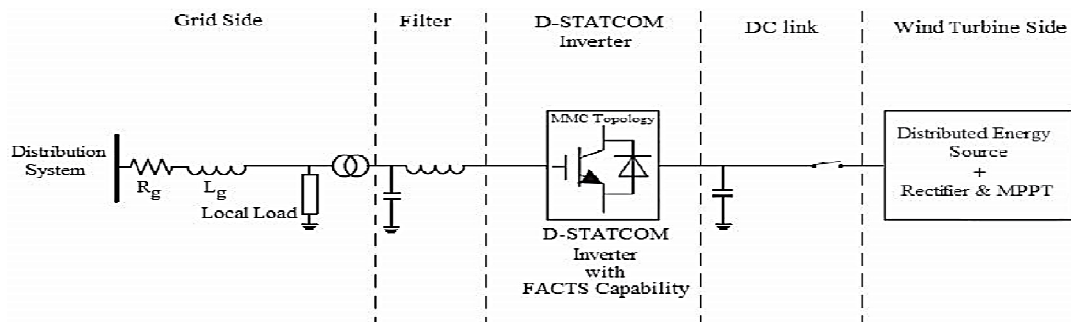 Grid Side
Filter
D-STATCOM
Inverter
DC link
Wind Turbine Side
Distribution
System
Rg
Lg
Local Load
MMC Topology
D-STATCOM
Inverter
with
FACTS Capability
Distributed Energy
Source
+
Rectifier & MPPT